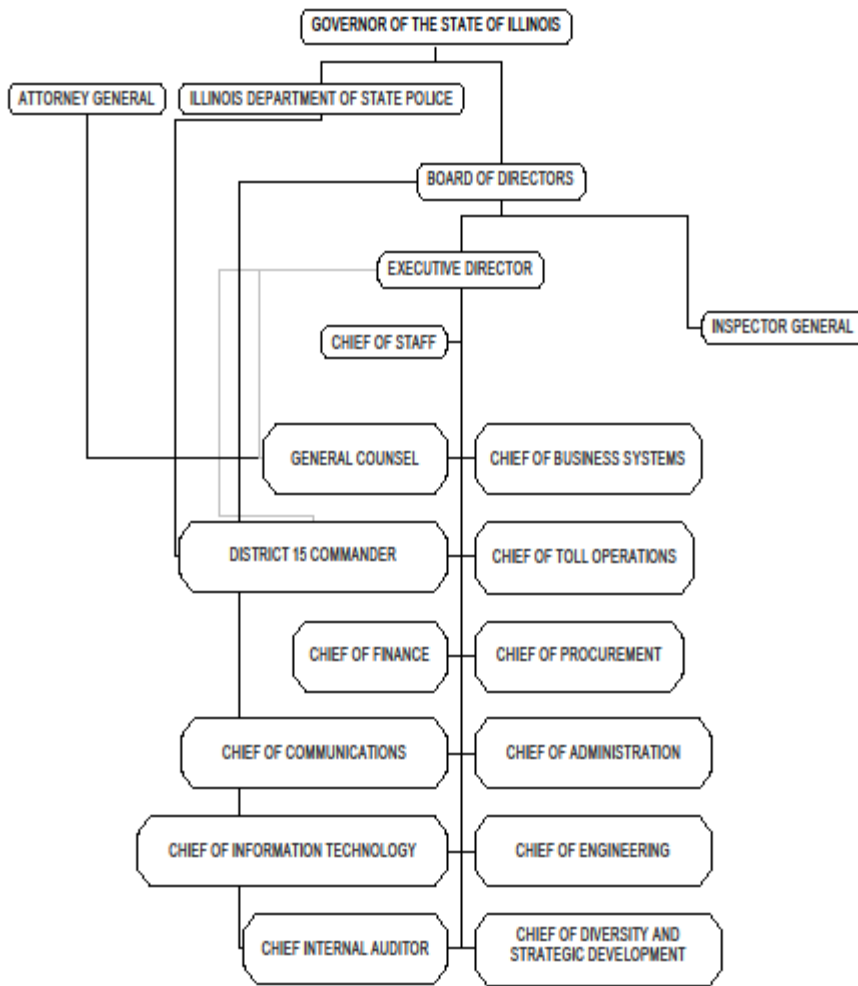 GOVERNOR OF THE STATE OF ILLINOIS
ATTORNEY GENERAL
ILLINOIS DEPARTMENT OF STATE POLICE
BOARD OF DIRECTORS
EXECUTIVE DIRECTOR
INSPECTOR GENERAL
CHIEF OF STAFF
GENERAL COUNSEL
CHIEF OF BUSINESS SYSTEMS
DISTRICT 15 COMMANDER
CHIEF OF TOLL OPERATIONS
CHIEF OF FINANCE
CHIEF OF PROCUREMENT
CHIEF OF COMMUNICATIONS
CHIEF OF ADMINISTRATION
CHIEF OF INFORMATION TECHNOLOGY
CHIEF OF ENGINEERING
CHIEF INTERNAL AUDITOR
CHIEF OF DIVERSITY AND
STRATEGIC DEVELOPMENT